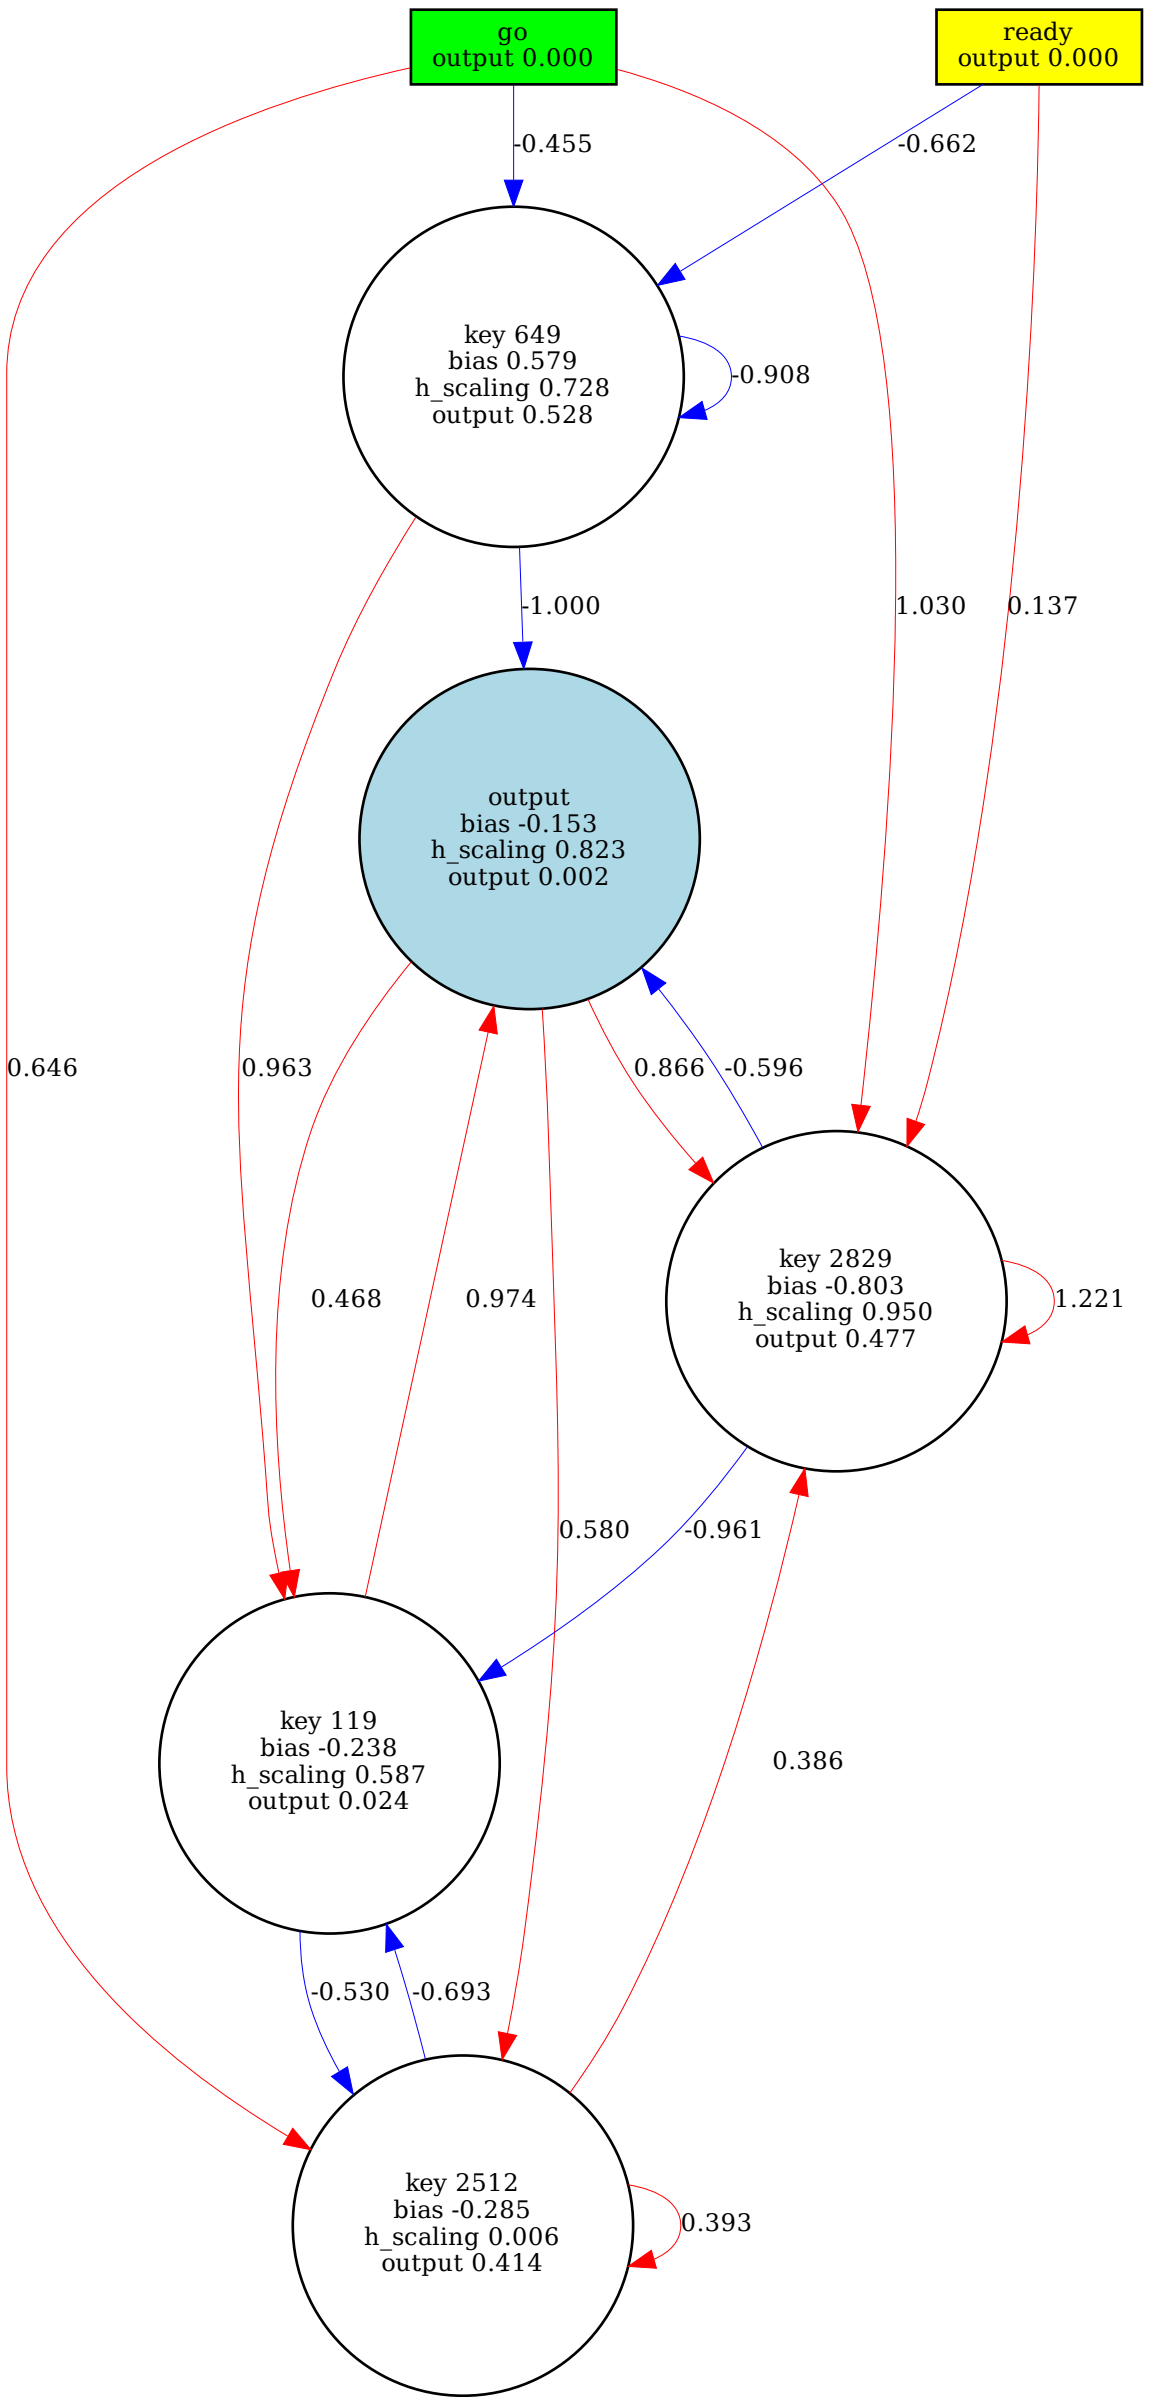 go
output 0.000
ready
output 0.000
-0.455
-0.662
key 649
bias 0.579
h_scaling 0.728
output 0.528
-0.908
-1.000
1.030
0.137
output
bias -0.153
h_scaling 0.823
output 0.002
0.646
0.963
0.866
-0.596
key 2829
bias -0.803
h_scaling 0.950
output 0.477
0.468
0.974
1.221
0.580
-0.961
key 119
bias -0.238
h_scaling 0.587
output 0.024
0.386
-0.530
-0.693
key 2512
bias -0.285
h_scaling 0.006
output 0.414
0.393